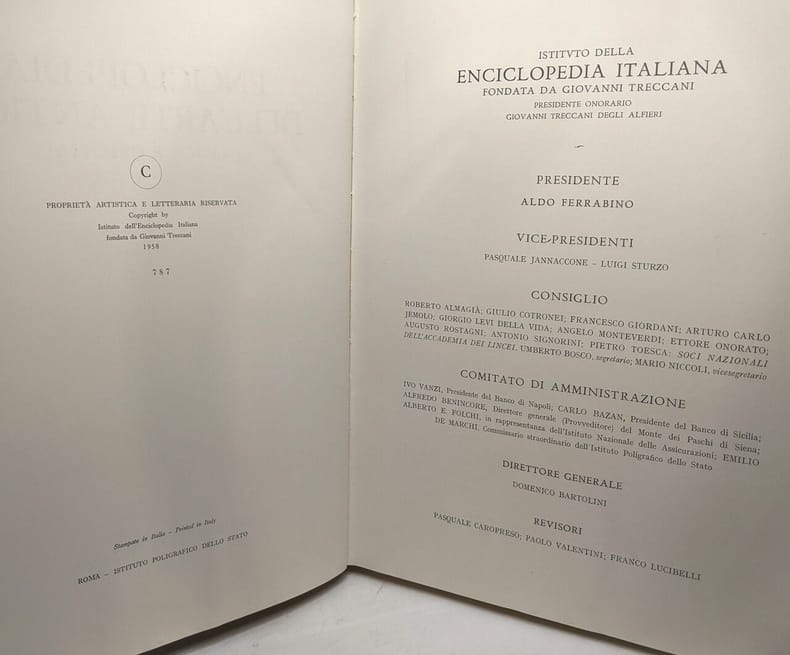 C
PROPRIETÀ ARTISTICA E LETTERARIA RISERVATA
Copyright by
Istituto dell'Enciclopedia Italiana
fondata da Giovanni Treccani
1958
787
Stampato in Italia - Printed in Italy
ROMA – ISTITUTO POLIGRAFICO DELLO STATO
ISTITVTO DELLA
ENCICLOPEDIA ITALIANA
FONDATA DA GIOVANNI TRECCANI
PRESIDENTE ONORARIO
GIOVANNI TRECCANI DEGLI ALFIERI
PRESIDENTE
ALDO FERRABINO
VICE-PRESIDENTI
PASQUALE JANNACCONE – LUIGI STURZO
CONSIGLIO
ROBERTO ALMAGIÀ; GIULIO COTRONEI; FRANCESCO GIORDANI; ARTURO CARLO
JEMOLO; GIORGIO LEVI DELLA VIDA; ANGELO MONTEVERDI; ETTORE ONORATO;
AUGUSTO ROSTAGNI; ANTONIO SIGNORINI; PIETRO TOESCA: SOCI NAZIONALI
DELL'ACCADEMIA DEI LINCEI. UMBERTO BOSCO, segretario; MARIO NICCOLI, vicesegretario
COMITATO DI AMMINISTRAZIONE
IVO VANZI, Presidente del Banco di Napoli; CARLO BAZAN, Presidente del Banco di Sicilia;
ALFREDO BENINCORE, Direttore generale (Provveditore) del Monte dei Paschi di Siena;
ALBERTO E. FOLCHI, in rappresentanza dell'Istituto Nazionale delle Assicurazioni; EMILIO
DE MARCHI, Commissario straordinario dell'Istituto Poligrafico dello Stato
DIRETTORE GENERALE
DOMENICO BARTOLINI
REVISORI
PASQUALE CAROPRESO; PAOLO VALENTINI; FRANCO LUCIBELLI